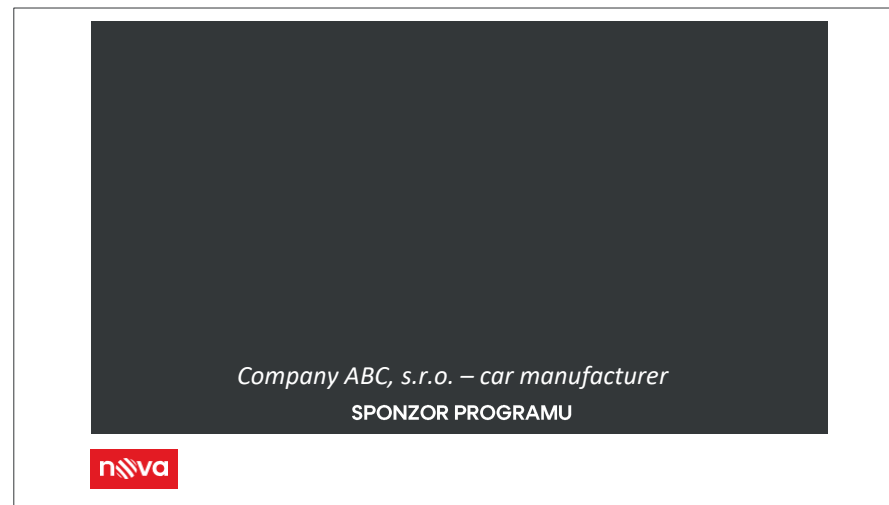 Company ABC, s.r.o. – car manufacturer
SPONZOR PROGRAMU
nova